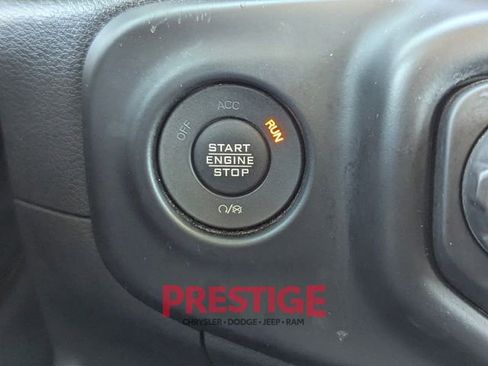 ACC
OFF
RUN
START
ENGINE
STOP
PRESTIGE
CHRYSLER • DODGE • JEEP • RAM